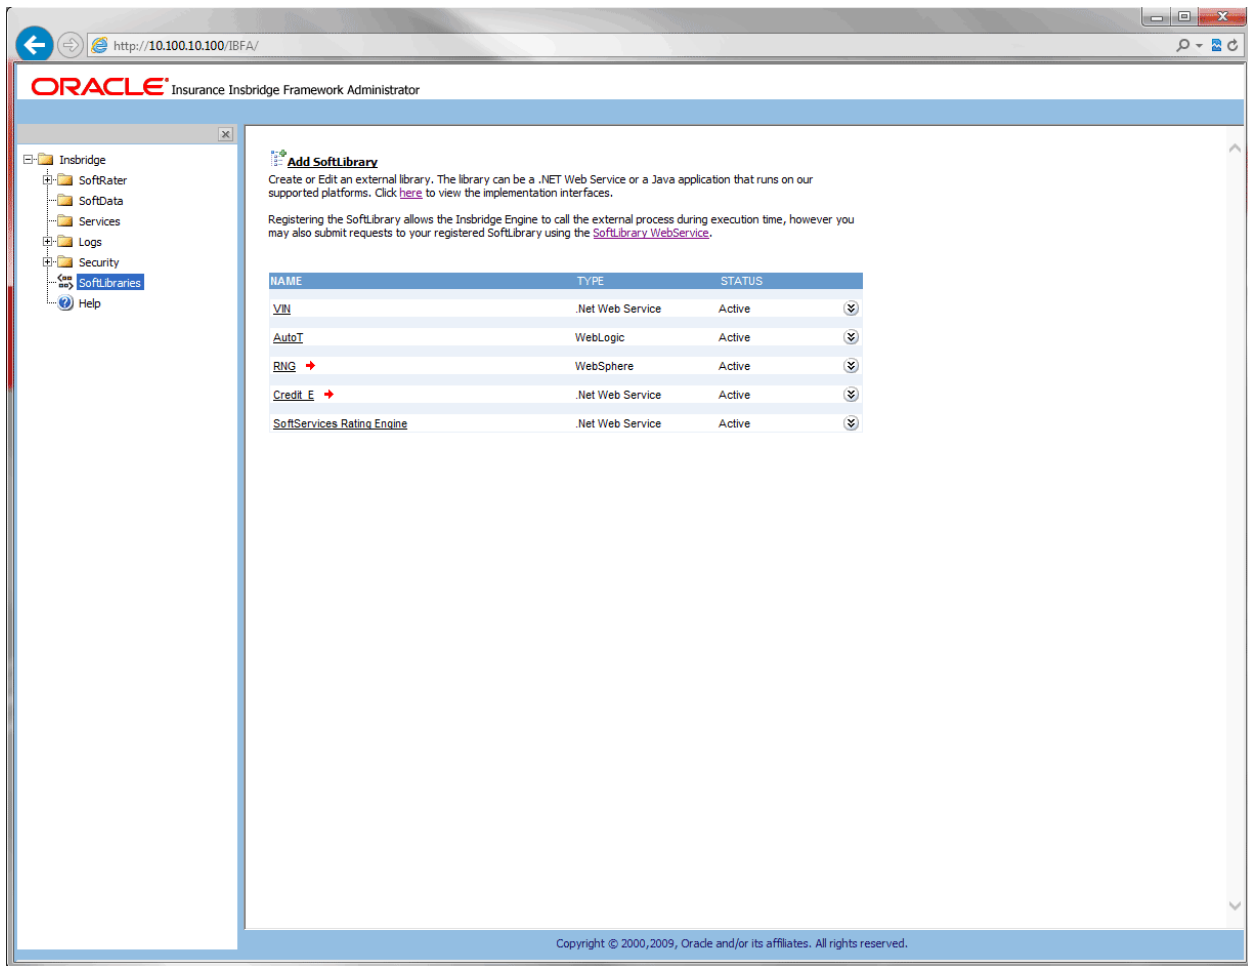 http://10.100.10.100/IBFA/
ORACLE Insurance Insbridge Framework Administrator
Insbridge
SoftRater
SoftData
Services
Logs
Security
SoftLibraries
Help
Add SoftLibrary
Create or Edit an external library. The library can be a .NET Web Service or a Java application that runs on our
supported platforms. Click here to view the implementation interfaces.
Registering the SoftLibrary allows the Insbridge Engine to call the external process during execution time, however you
may also submit requests to your registered SoftLibrary using the SoftLibrary WebService.
NAME TYPE STATUS
VIN .Net Web Service Active
AutoT WebLogic Active
RNG WebSphere Active
Credit_E .Net Web Service Active
SoftServices Rating Engine .Net Web Service Active
Copyright © 2000,2009, Oracle and/or its affiliates. All rights reserved.